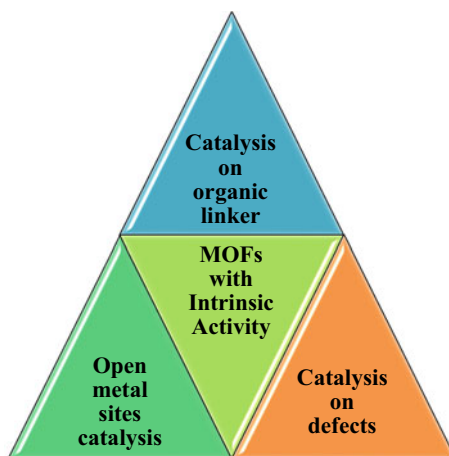 Catalysis
on
organic
linker
MOFs
with
Intrinsic
Activity
Open
metal
sites
catalysis
Catalysis
on
defects